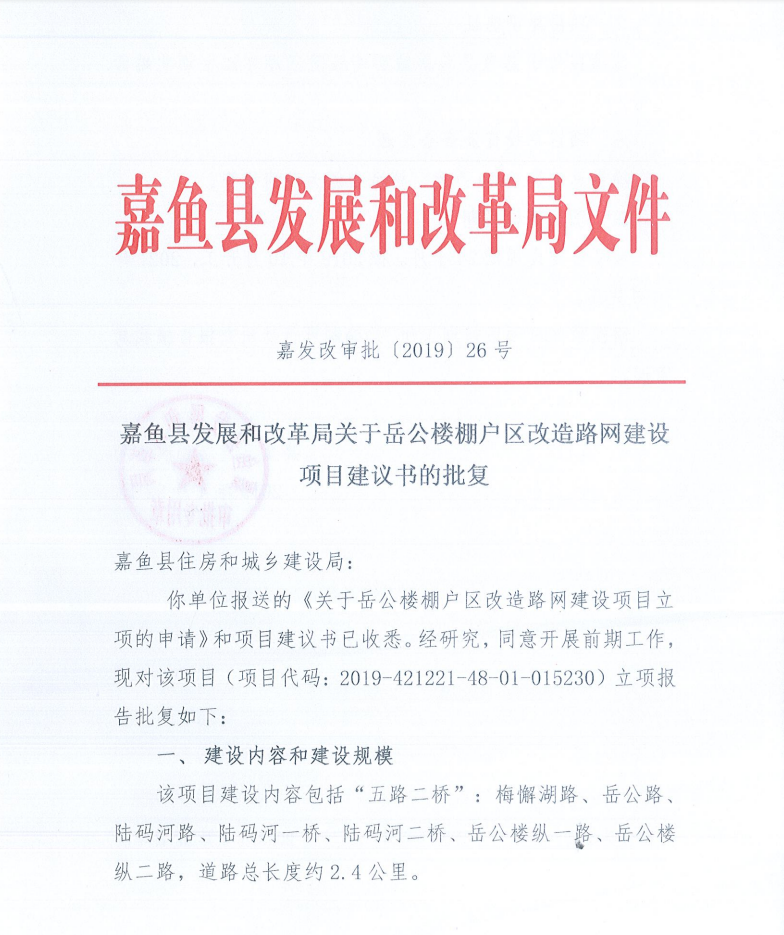 嘉鱼县发展和改革局文件
嘉发改审批〔2019〕26 号
嘉鱼县发展和改革局关于岳公楼棚户区改造路网建设
项目建议书的批复
嘉鱼县住房和城乡建设局：
你单位报送的《关于岳公楼棚户区改造路网建设项目立
项的申请》和项目建议书已收悉。经研究，同意开展前期工作，
现对该项目（项目代码：2019-421221-48-01-015230）立项报
告批复如下：
一、 建设内容和建设规模
该项目建设内容包括“五路二桥”：梅懈湖路、岳公路、
陆码河路、陆码河一桥、陆码河二桥、岳公楼纵一路、岳公楼
纵二路，道路总长度约 2.4 公里。